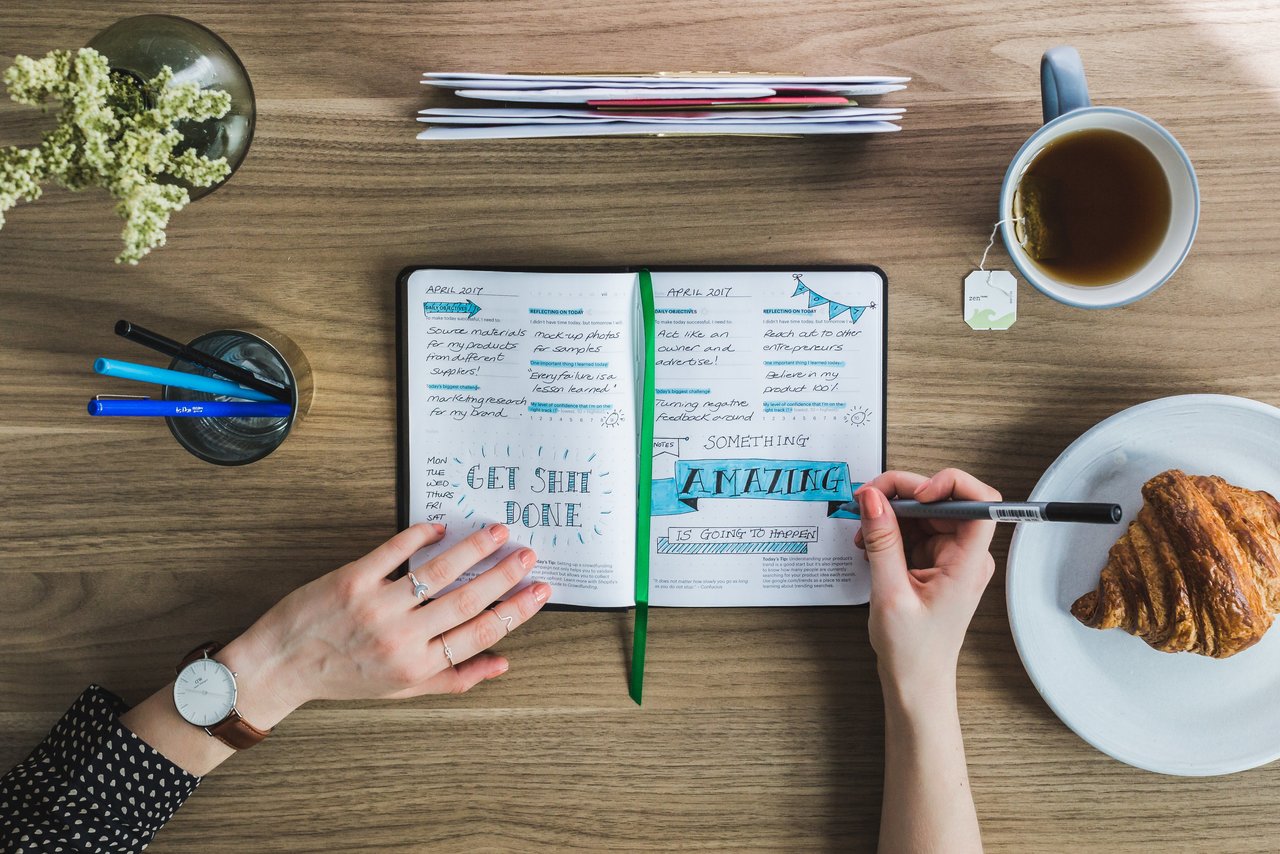 APRIL 2017
DAILY OBJECTIVES
To make today successful, I need to:
Source materials
for my products
from different
suppliers!
Today's biggest challenge:
marketing research
for my brand
REFLECTING ON TODAY
I didn't have time today, but tomorrow I will
mock-up photos
for samples
One important thing I learned today:
"Every failure is a
lesson learned"
My level of confidence that I'm on the
right track
MON
TUE
WED
THURS
FRI
SAT
GET SHIT
DONE
Today's Tip: Setting up a crowdfunding
APRIL 2017
DAILY OBJECTIVES
To make today successful, I need to:
Act like an
owner and
advertise!
Today's biggest challenge:
Turning negative
feedback around
REFLECTING ON TODAY
I didn't have time today, but tomorrow I will
Reach out to other
entrepreneurs
One important thing I learned today:
Believe in my
product 100%
My level of confidence that I'm on the
right track
NOTES
SOMETHING
AMAZING
IS GOING TO HAPPEN
"It does not matter how slowly you go as long
as you do not stop." - Confucius
Today's Tip: Understanding your product
trend is a good start but it's also important
to know how many people are currently
searching for your product idea each month.
Use google.com/trends as a place to start
learning about trending searches.
zen